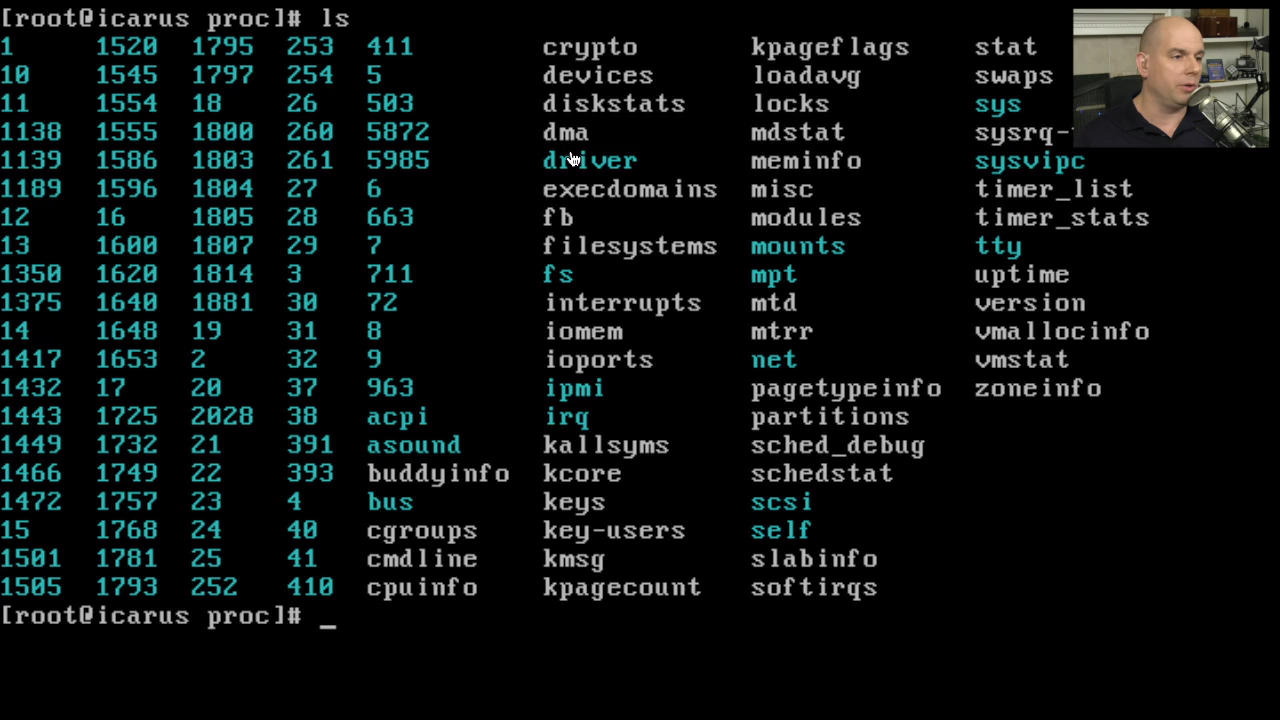 [root@icarus proc]# ls
1 1520 1795 253 411 crypto kpageflags stat
10 1545 1797 254 5 devices loadavg swaps
11 1554 18 26 503 diskstats locks sys
1138 1555 1800 260 5872 dma mdstat sysrq-
1139 1586 1803 261 5985 driver meminfo sysvipc
1189 1596 1804 27 6 execdomains misc timer_list
12 16 1805 28 663 fb modules timer_stats
13 1600 1807 29 7 filesystems mounts tty
1350 1620 1814 3 711 fs mpt uptime
1375 1640 1881 30 72 interrupts mtd version
14 1648 19 31 8 iomem mtrr vmallocinfo
1417 1653 2 32 9 ioports net vmstat
1432 17 20 37 963 ipmi pagetypeinfo zoneinfo
1443 1725 2028 38 acpi irq partitions
1449 1732 21 391 asound kallsyms sched_debug
1466 1749 22 393 buddyinfo kcore schedstat
1472 1757 23 4 bus keys scsi
15 1768 24 40 cgroups key-users self
1501 1781 25 41 cmdline kmsg slabinfo
1505 1793 252 410 cpuinfo kpagecount softirqs
[root@icarus proc]# _